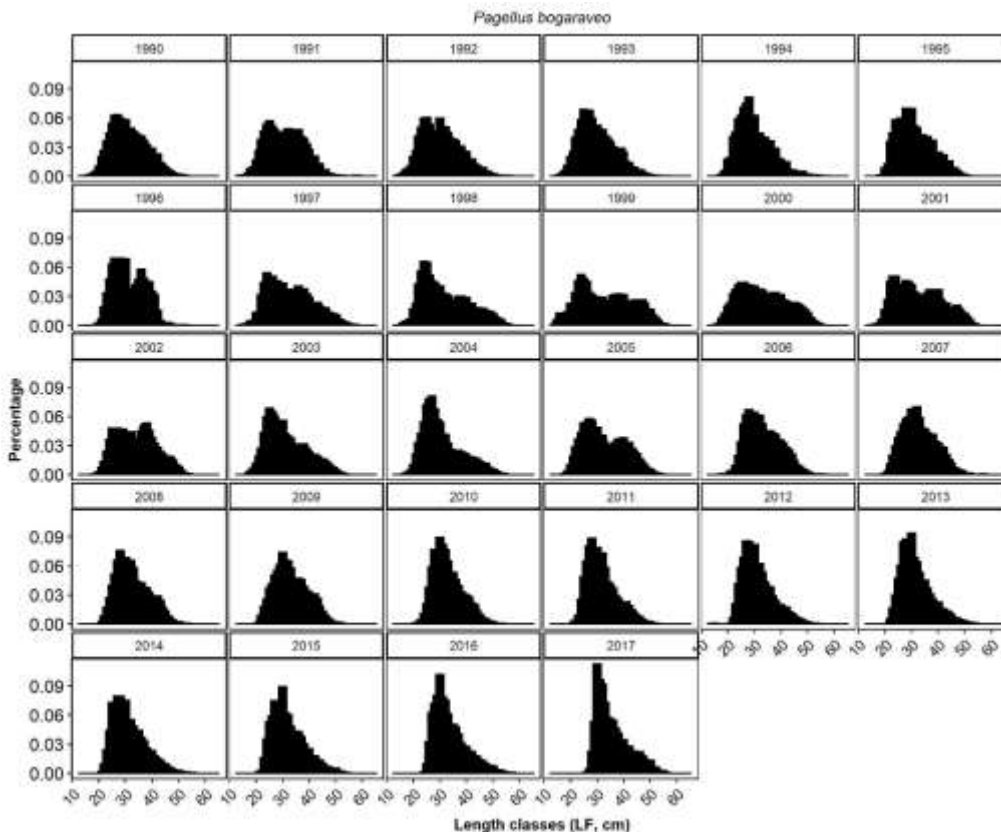 Pagellus bogaraveo
1990 1991 1992 1993 1994 1995
0.09
0.06
0.03
0.00
1996 1997 1998 1999 2000 2001
0.09
0.06
0.03
0.00
2002 2003 2004 2005 2006 2007
0.09
0.06
0.03
0.00
Percentage
2008 2009 2010 2011 2012 2013
0.09
0.06
0.03
0.00
2014 2015 2016 2017
10 20 30 40 50 60 10 20 30 40 50 60
0.09
0.06
0.03
0.00
10 20 30 40 50 60 10 20 30 40 50 60 10 20 30 40 50 60 10 20 30 40 50 60
Length classes (LF, cm)